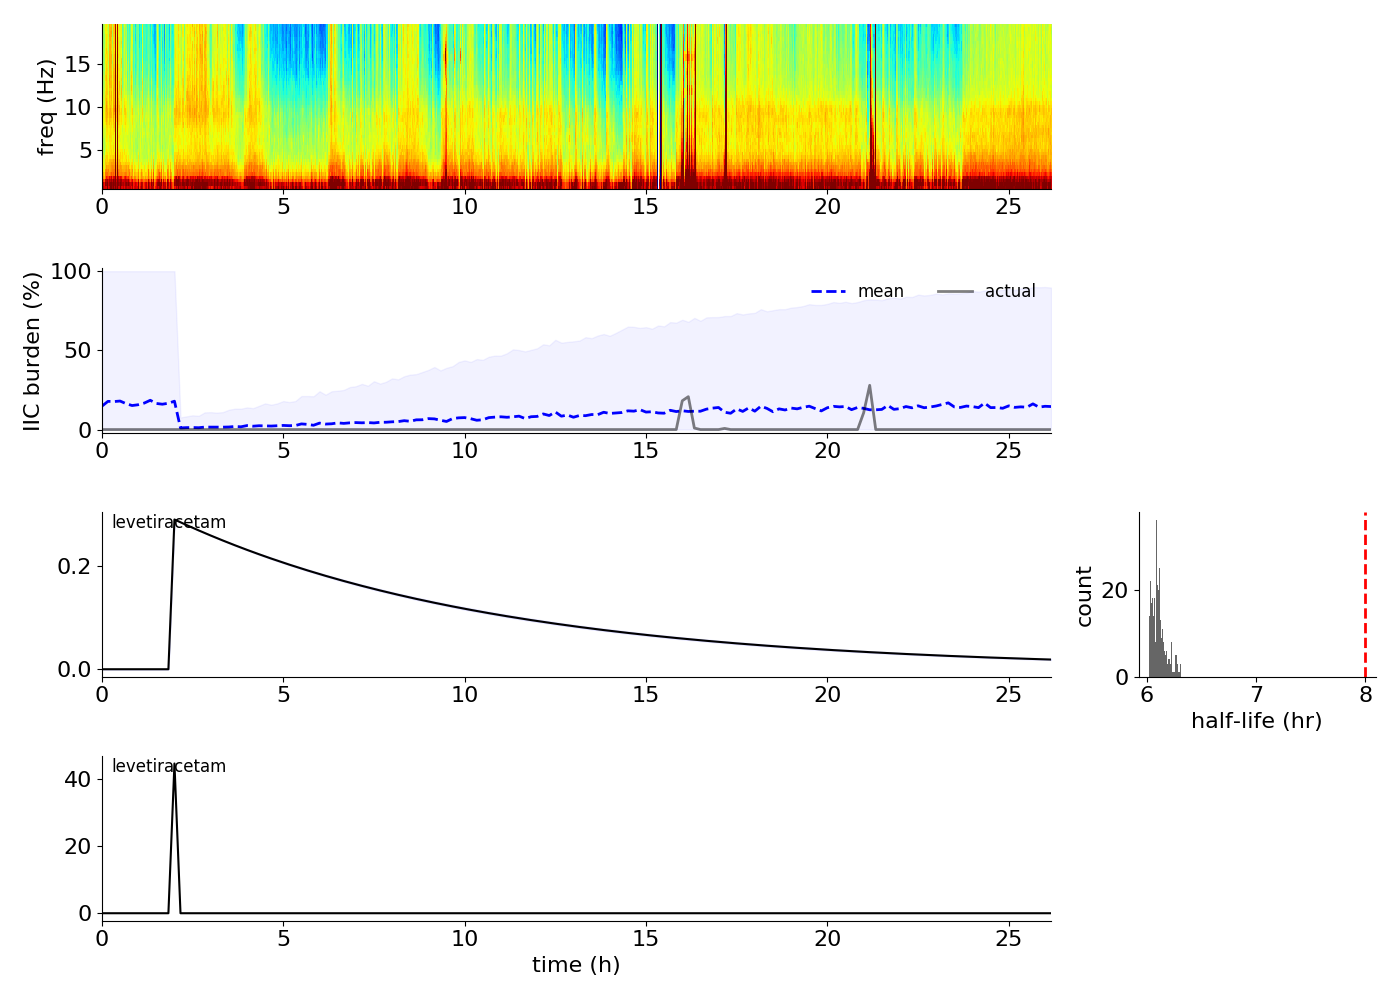 freq (Hz)
15
10
5
0 5 10 15 20 25
IIC burden (%)
100
50
0
mean actual
0 5 10 15 20 25
levetiracetam
0.2
0.0
0 5 10 15 20 25
count
20
0
6 7 8
half-life (hr)
levetiracetam
40
20
0
0 5 10 15 20 25
time (h)